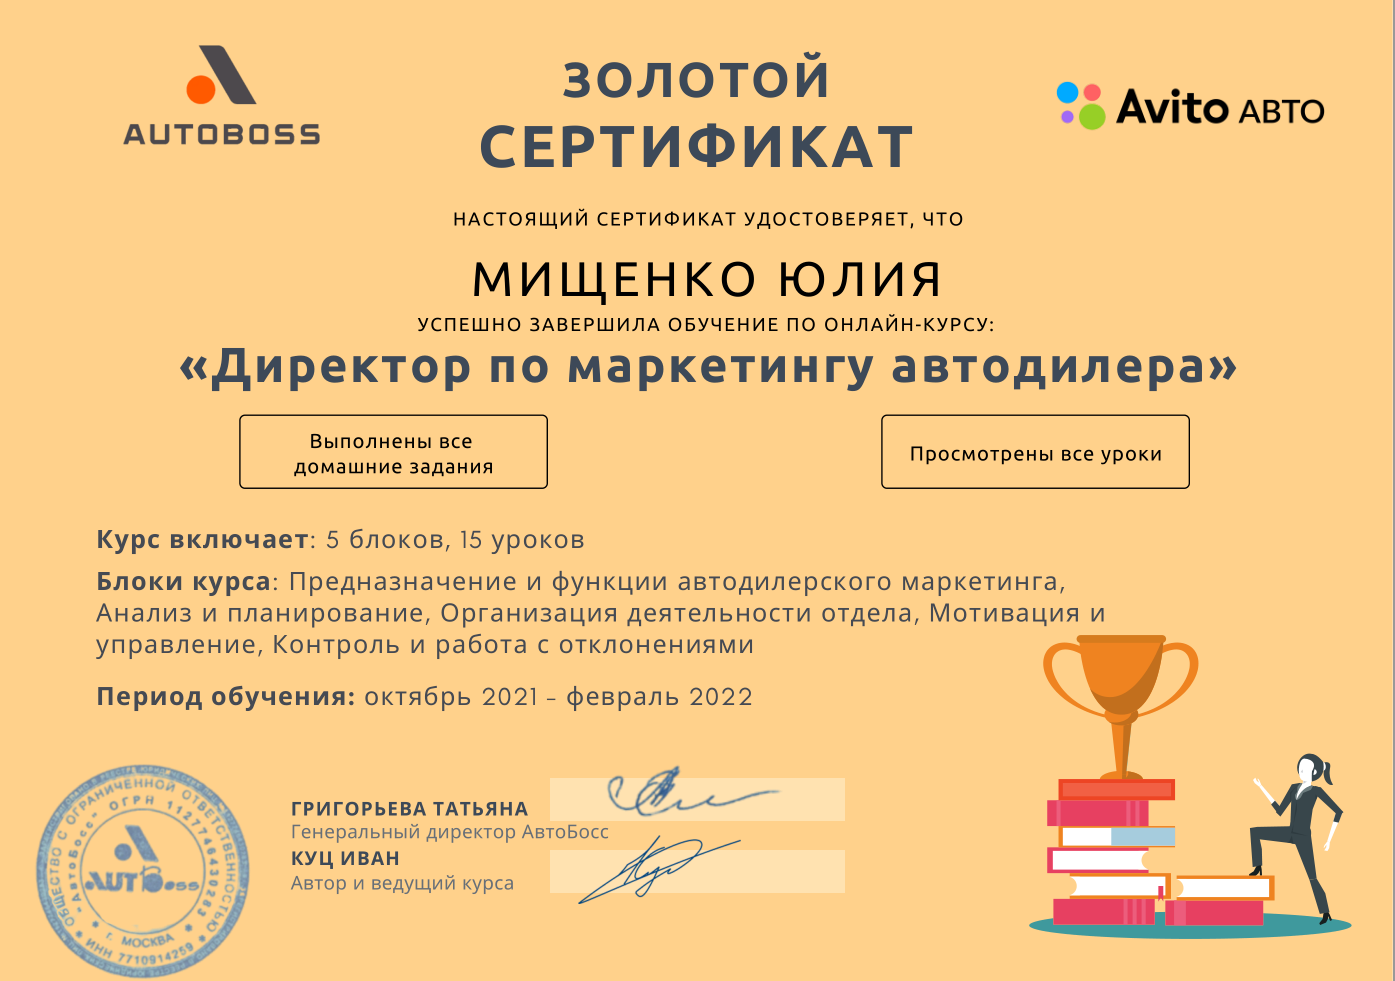 AUTOBOSS
ЗОЛОТОЙ
СЕРТИФИКАТ
Avito АВТО
НАСТОЯЩИЙ СЕРТИФИКАТ УДОСТОВЕРЯЕТ, ЧТО
МИЩЕНКО ЮЛИЯ
УСПЕШНО ЗАВЕРШИЛА ОБУЧЕНИЕ ПО ОНЛАЙН-КУРСУ:
«Директор по маркетингу автодилера»
Выполнены все
домашние задания
Просмотрены все уроки
Курс включает: 5 блоков, 15 уроков
Блоки курса: Предназначение и функции автодилерского маркетинга,
Анализ и планирование, Организация деятельности отдела, Мотивация и
управление, Контроль и работа с отклонениями
Период обучения: октябрь 2021 – февраль 2022
ГРИГОРЬЕВА ТАТЬЯНА
Генеральный директор АвтоБосс
КУЦ ИВАН
Автор и ведущий курса
ОБЩЕСТВО С ОГРАНИЧЕННОЙ ОТВЕТСТВЕННОСТЬЮ
"АвтоБосс" ОГРН 1127746430283
AUTBoss
г. МОСКВА
ИНН 7710914259